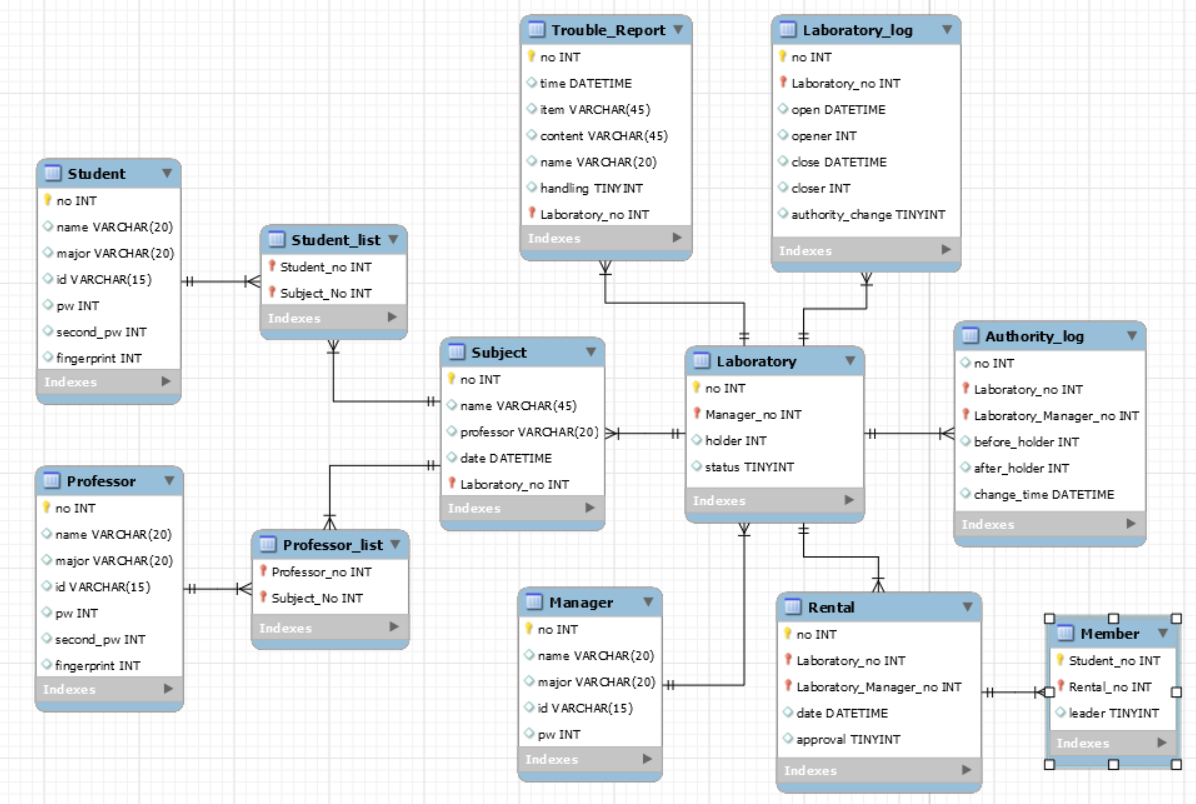 Trouble_Report
no INT
time DATETIME
item VARCHAR(45)
content VARCHAR(45)
name VARCHAR(20)
handling TINYINT
Laboratory_no INT
Indexes
Laboratory_log
no INT
Laboratory_no INT
open DATETIME
opener INT
close DATETIME
closer INT
authority_change TINYINT
Indexes
Student
no INT
name VARCHAR(20)
major VARCHAR(20)
id VARCHAR(15)
pw INT
second_pw INT
fingerprint INT
Indexes
Student_list
Student_no INT
Subject_No INT
Indexes
Subject
no INT
name VARCHAR(45)
professor VARCHAR(20)
date DATETIME
Laboratory_no INT
Indexes
Laboratory
no INT
Manager_no INT
holder INT
status TINYINT
Indexes
Authority_log
no INT
Laboratory_no INT
Laboratory_Manager_no INT
before_holder INT
after_holder INT
change_time DATETIME
Indexes
Professor
no INT
name VARCHAR(20)
major VARCHAR(20)
id VARCHAR(15)
pw INT
second_pw INT
fingerprint INT
Indexes
Professor_list
Professor_no INT
Subject_No INT
Indexes
Manager
no INT
name VARCHAR(20)
major VARCHAR(20)
id VARCHAR(15)
pw INT
Indexes
Rental
no INT
Laboratory_no INT
Laboratory_Manager_no INT
date DATETIME
approval TINYINT
Indexes
Member
Student_no INT
Rental_no INT
leader TINYINT
Indexes